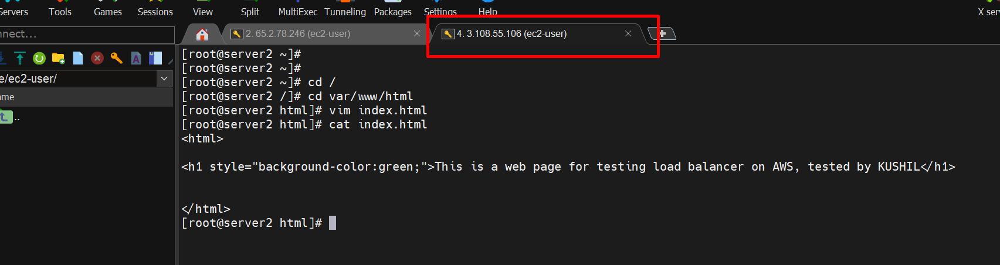 Servers Tools Games Sessions View Split MultiExec Tunneling Packages Settings Help X serv
nnect...
2. 65.2.78.246 (ec2-user)
4. 3.108.55.106 (ec2-user)
e/ec2-user/
ame
..
[root@server2 ~]#
[root@server2 ~]#
[root@server2 ~]# cd /
[root@server2 /]# cd var/www/html
[root@server2 html]# vim index.html
[root@server2 html]# cat index.html
<html>
<h1 style="background-color:green;">This is a web page for testing load balancer on AWS, tested by KUSHIL</h1>
</html>
[root@server2 html]#